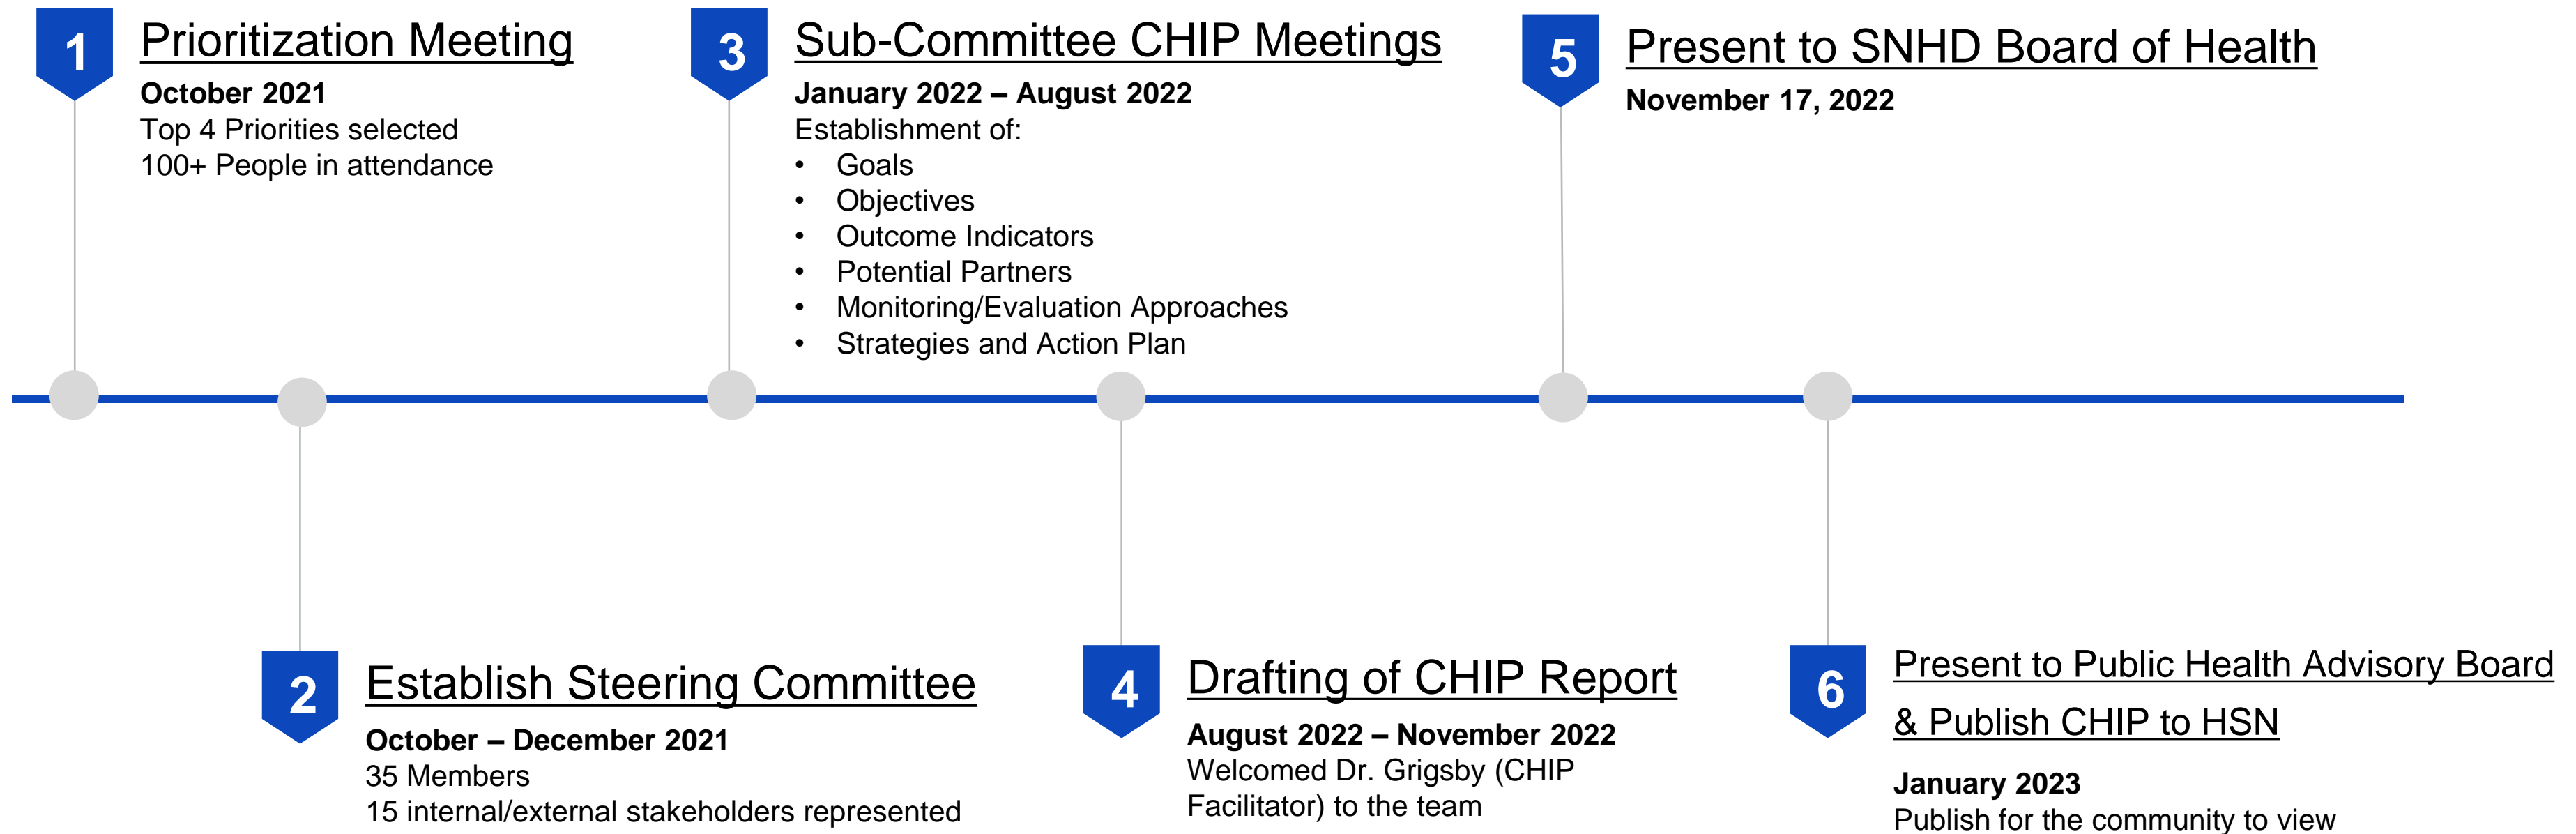 1
Prioritization Meeting
October 2021
Top 4 Priorities selected
100+ People in attendance
2
Establish Steering Committee
October – December 2021
35 Members
15 internal/external stakeholders represented
3
Sub-Committee CHIP Meetings
January 2022 – August 2022
Establishment of:
• Goals
• Objectives
• Outcome Indicators
• Potential Partners
• Monitoring/Evaluation Approaches
• Strategies and Action Plan
4
Drafting of CHIP Report
August 2022 – November 2022
Welcomed Dr. Grigsby (CHIP
Facilitator) to the team
5
Present to SNHD Board of Health
November 17, 2022
6
Present to Public Health Advisory Board
& Publish CHIP to HSN
January 2023
Publish for the community to view